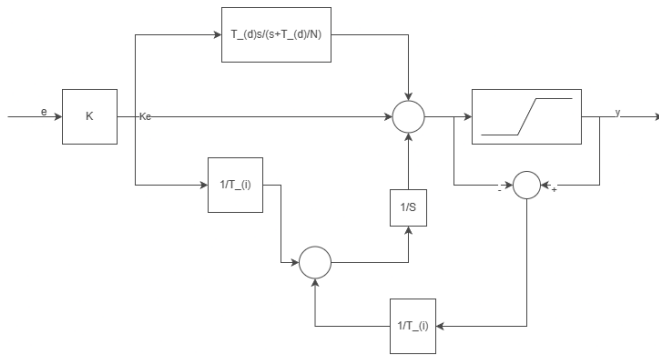 T_(d)s/(s+T_(d)/N)
e
K
Ke
y
1/T_(i)
-
+
1/S
1/T_(i)